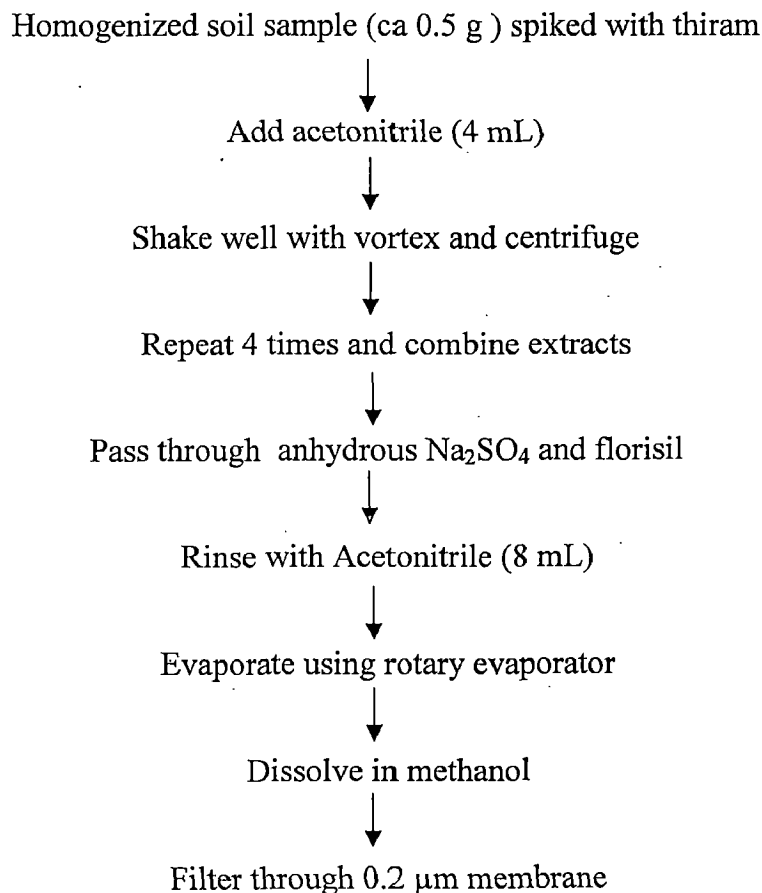 Homogenized soil sample (ca 0.5 g ) spiked with thiram
Add acetonitrile (4 mL)
Shake well with vortex and centrifuge
Repeat 4 times and combine extracts
Pass through anhydrous Na₂SO₄ and florisil
Rinse with Acetonitrile (8 mL)
Evaporate using rotary evaporator
Dissolve in methanol
Filter through 0.2 μm membrane